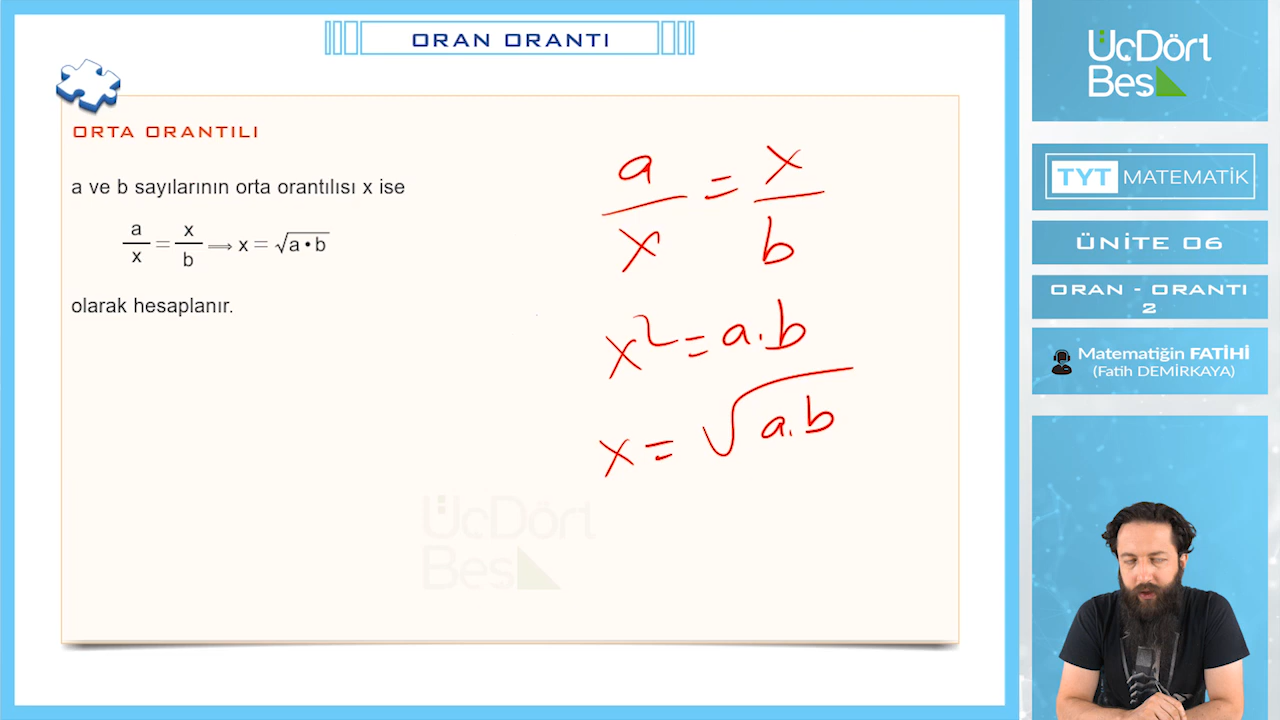 ORAN ORANTI
ORTA ORANTILI
a ve b sayılarının orta orantılısı x ise
a/x = x/b ⟹ x = √a • b
olarak hesaplanır.
a/x = x/b
x² = a.b
x = √a.b
ÜçDört
Beş
ÜçDört
Beş
TYT MATEMATİK
ÜNİTE 06
ORAN - ORANTI
2
Matematiğin FATİHİ
(Fatih DEMİRKAYA)